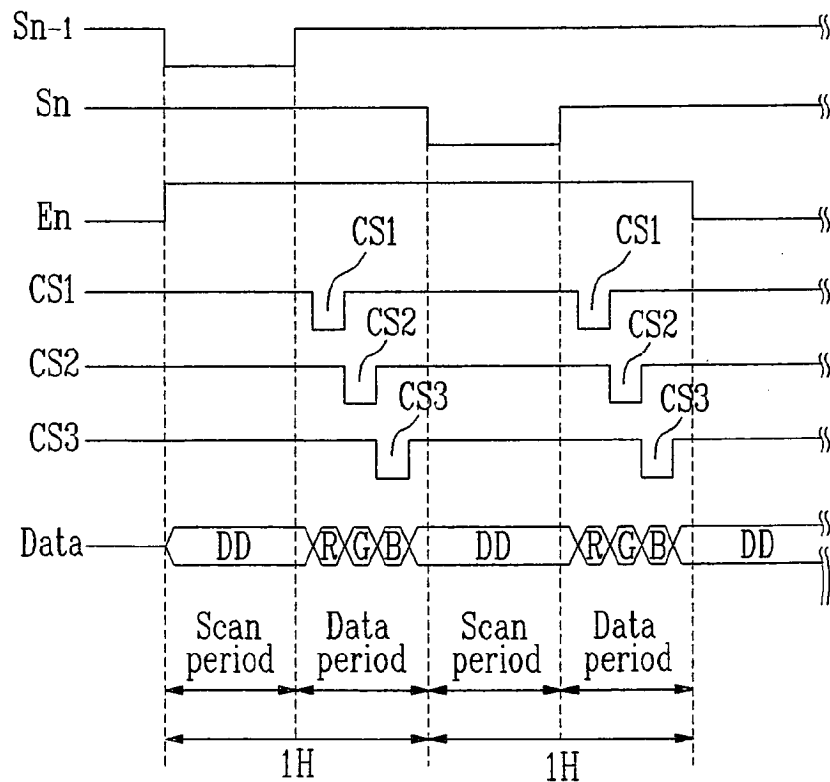 Sn-1
Sn
En
CS1
CS1
CS1
CS2
CS2
CS2
CS3
CS3
CS3
Data
DD
R
G
B
DD
R
G
B
DD
Scan period
Data period
Scan period
Data period
1H
1H